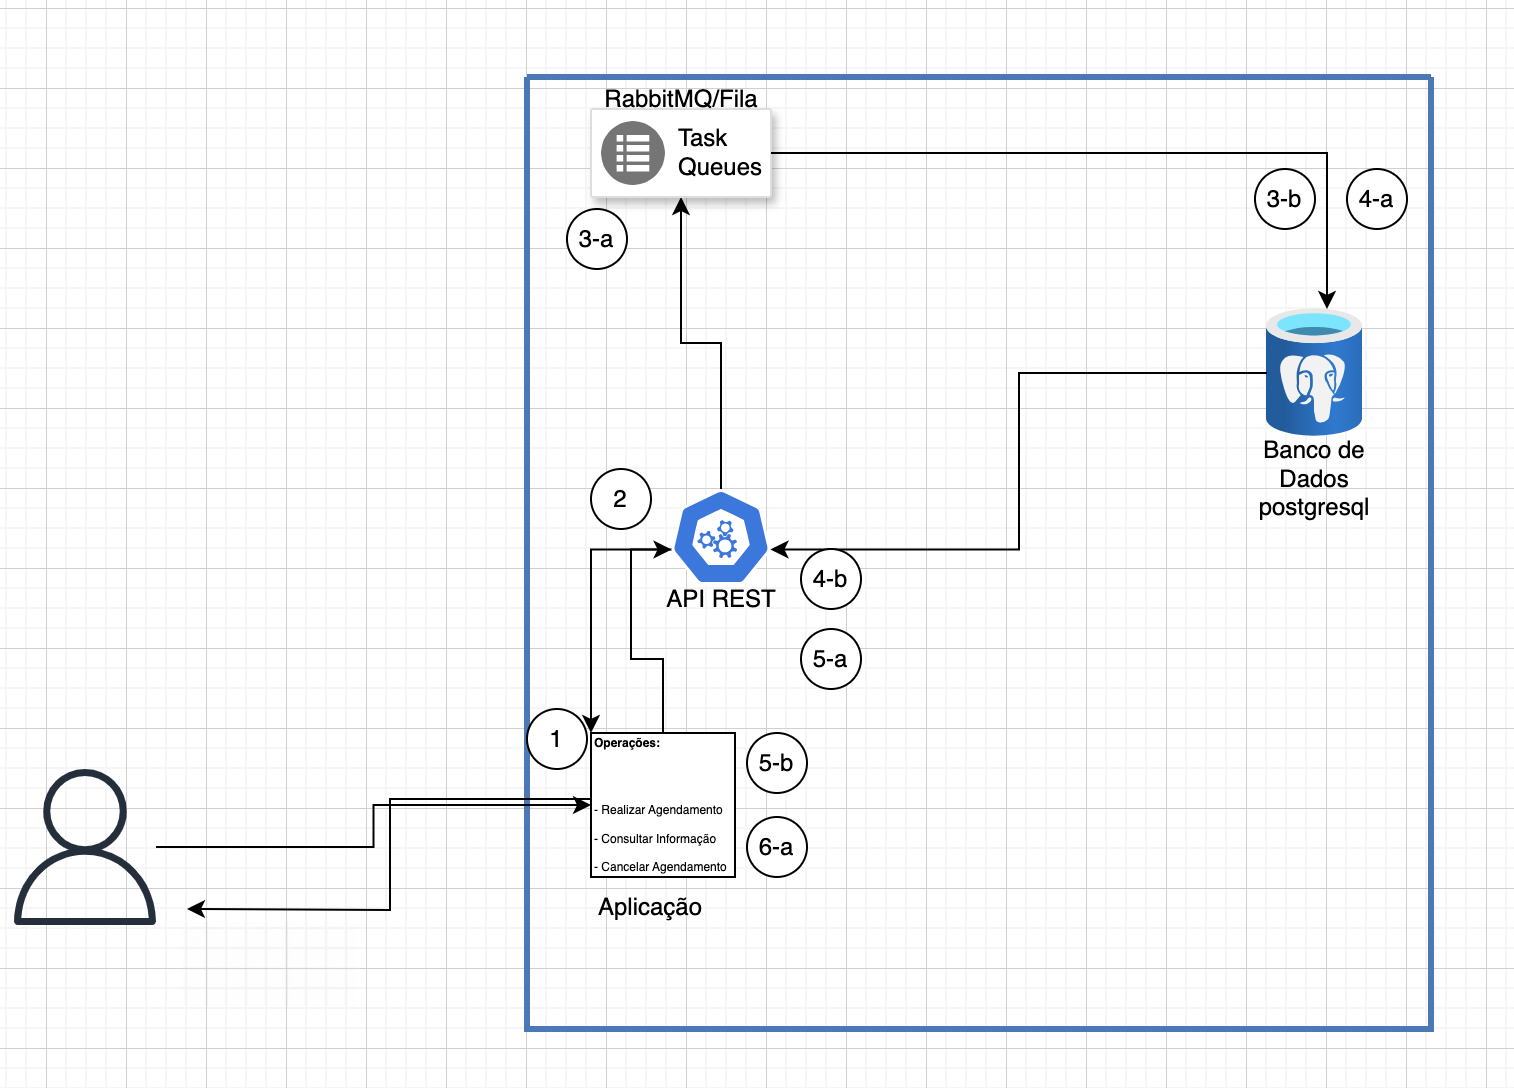 RabbitMQ/Fila
Task
Queues
3-b
4-a
3-a
Banco de
Dados
postgresql
2
API REST
4-b
5-a
1
Operações:
5-b
- Realizar Agendamento
- Consultar Informação
- Cancelar Agendamento
6-a
Aplicação